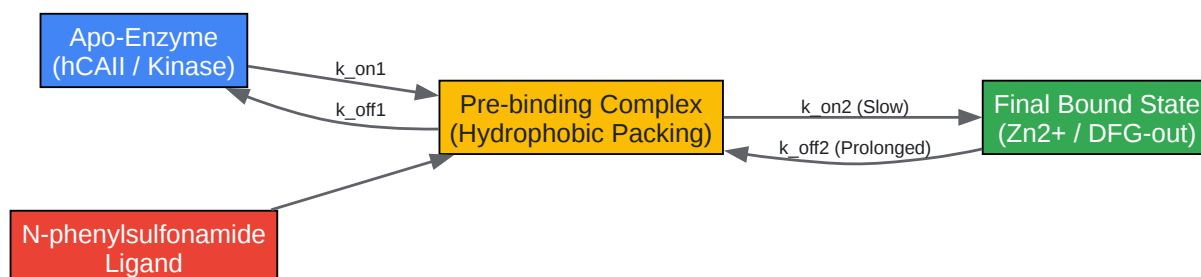 Apo-Enzyme
(hCAII / Kinase)
k_on1
k_off1
Pre-binding Complex
(Hydrophobic Packing)
k_on2 (Slow)
k_off2 (Prolonged)
Final Bound State
(Zn2+ / DFG-out)
N-phenylsulfonamide
Ligand